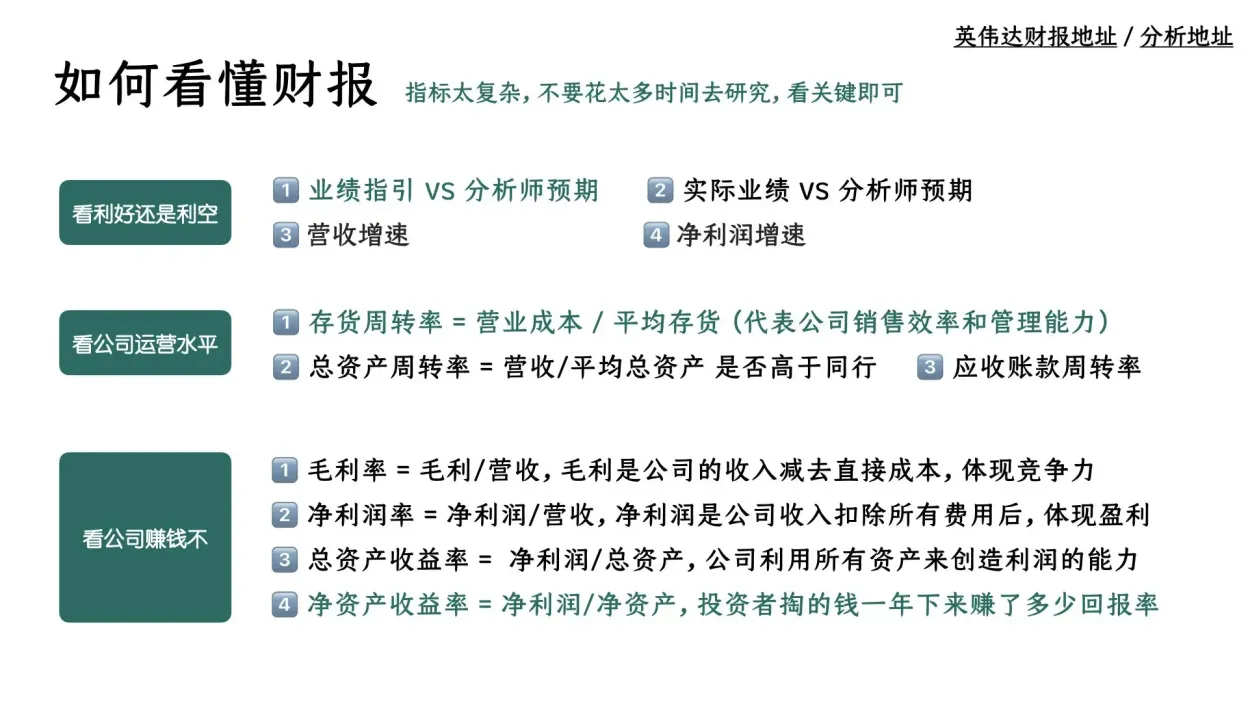 英伟达财报地址 / 分析地址
如何看懂财报 指标太复杂, 不要花太多时间去研究, 看关键即可
看利好还是利空
1 业绩指引 VS 分析师预期 2 实际业绩 VS 分析师预期
3 营收增速 4 净利润增速
看公司运营水平
1 存货周转率 = 营业成本 / 平均存货 (代表公司销售效率和管理能力)
2 总资产周转率 = 营收/平均总资产 是否高于同行 3 应收账款周转率
看公司赚钱不
1 毛利率 = 毛利/营收, 毛利是公司的收入减去直接成本, 体现竞争力
2 净利润率 = 净利润/营收, 净利润是公司收入扣除所有费用后, 体现盈利
3 总资产收益率 = 净利润/总资产, 公司利用所有资产来创造利润的能力
4 净资产收益率 = 净利润/净资产, 投资者掏的钱一年下来赚了多少回报率